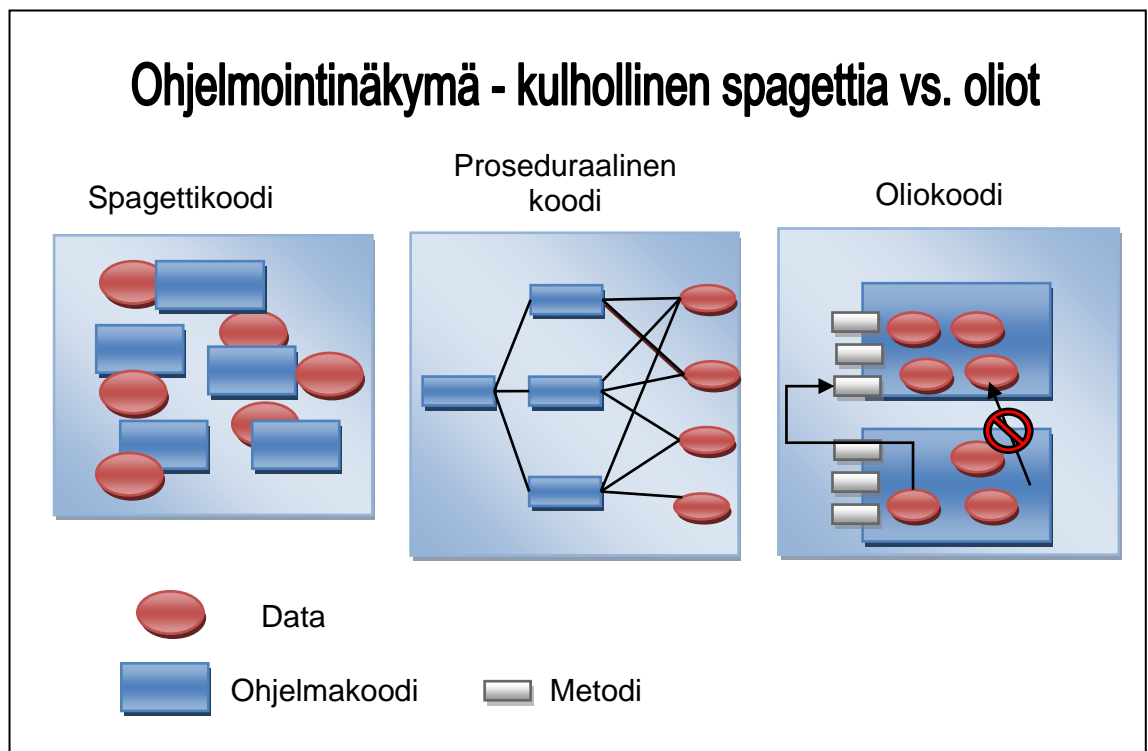 Ohjelmointinäkymä - kulhollinen spagettia vs. oliot
Spagettikoodi
Proseduraalinen
koodi
Oliokoodi
Data
Ohjelmakoodi
Metodi